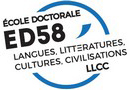 ÉCOLE DOCTORALE
ED58
LANGUES, LITTÉRATURES,
CULTURES, CIVILISATIONS
LLCC